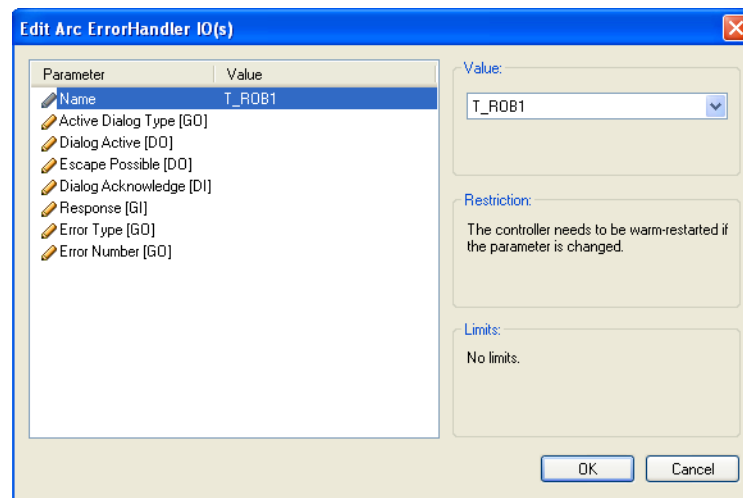 Edit Arc ErrorHandler IO(s)
Parameter Value
Name T_ROB1
Active Dialog Type [GO]
Dialog Active [DO]
Escape Possible [DO]
Dialog Acknowledge [DI]
Response [GI]
Error Type [GO]
Error Number [GO]
Value:
T_ROB1
Restriction:
The controller needs to be warm-restarted if
the parameter is changed.
Limits:
No limits.
OK Cancel